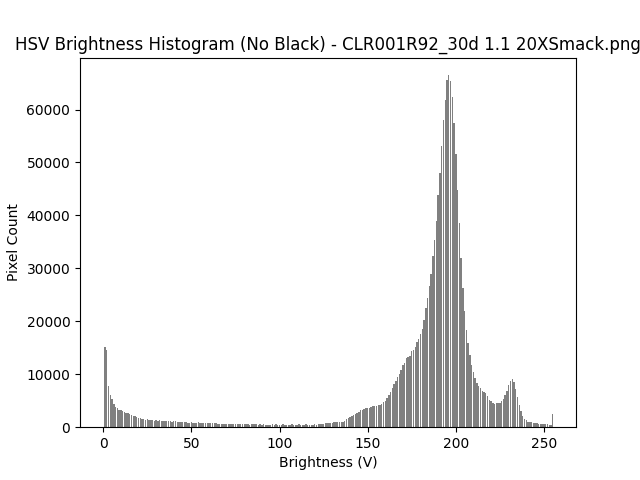 HSV Brightness Histogram (No Black) - CLR001R92_30d 1.1 20XSmack.png
60000
50000
40000
30000
20000
10000
0
Pixel Count
0 50 100 150 200 250
Brightness (V)